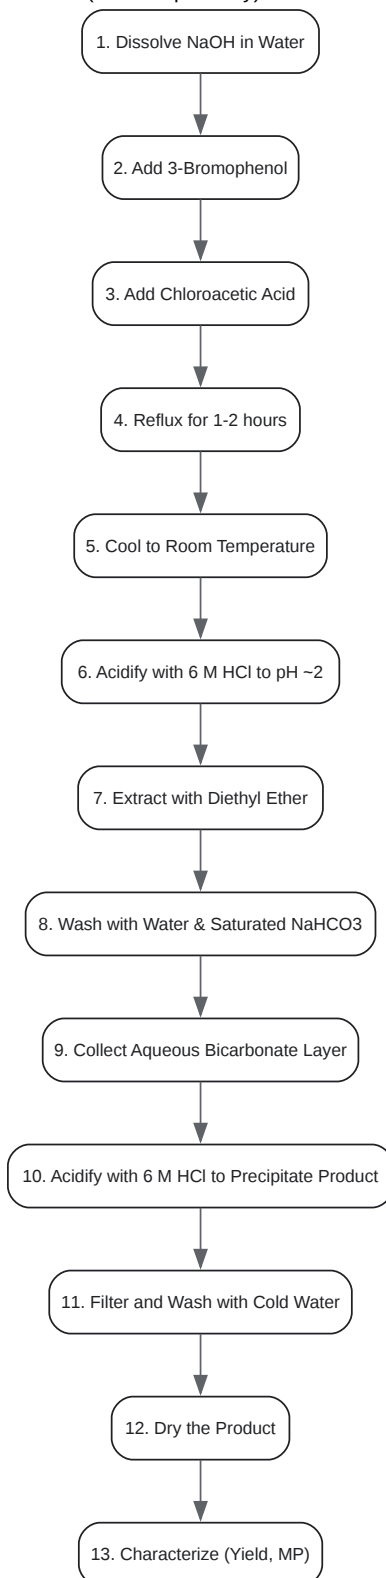 1. Dissolve NaOH in Water
2. Add 3-Bromophenol
3. Add Chloroacetic Acid
4. Reflux for 1-2 hours
5. Cool to Room Temperature
6. Acidify with 6 M HCl to pH ~2
7. Extract with Diethyl Ether
8. Wash with Water & Saturated NaHCO3
9. Collect Aqueous Bicarbonate Layer
10. Acidify with 6 M HCl to Precipitate Product
11. Filter and Wash with Cold Water
12. Dry the Product
13. Characterize (Yield, MP)